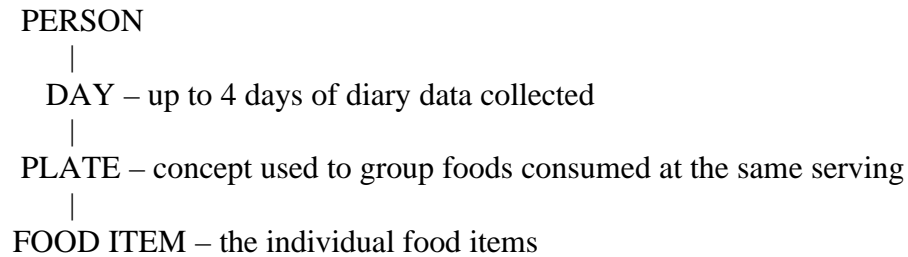 PERSON
|
DAY – up to 4 days of diary data collected
|
PLATE – concept used to group foods consumed at the same serving
|
FOOD ITEM – the individual food items